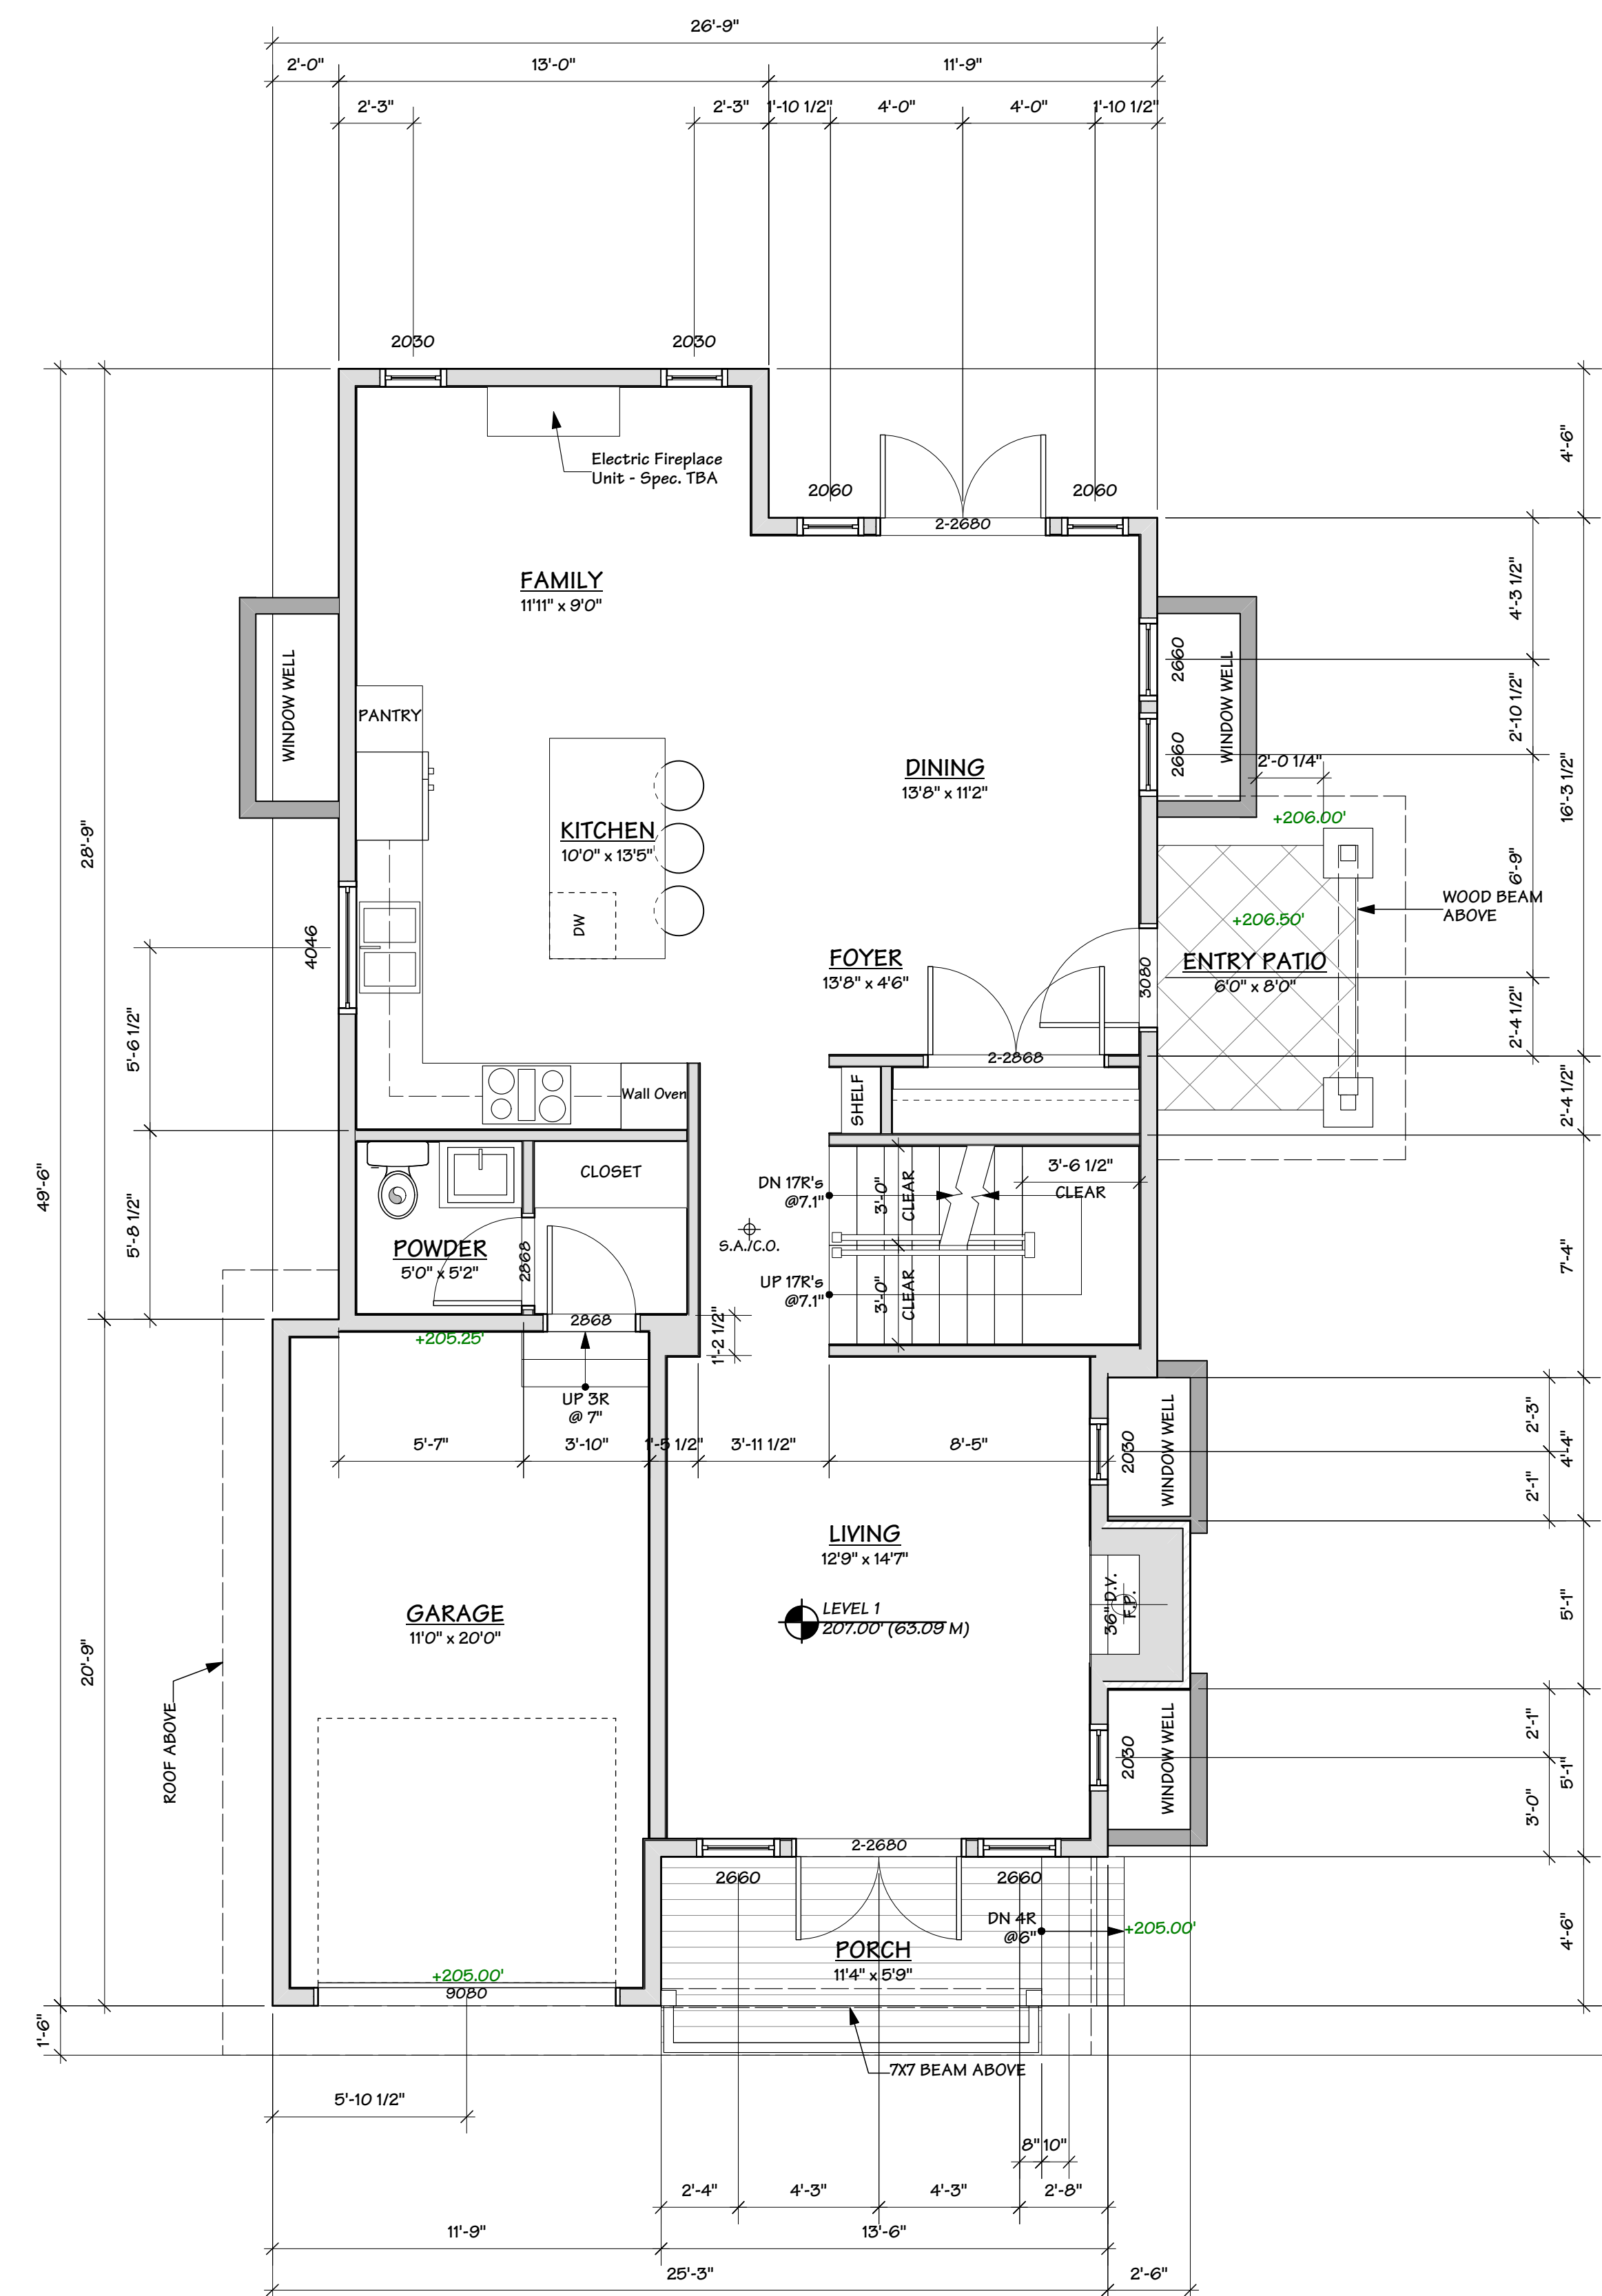 26'-9"
2'-0"
13'-0"
11'-9"
2'-3"
2'-3"
1'-10 1/2"
4'-0"
4'-0"
1'-10 1/2"
2030
2030
Electric Fireplace
Unit - Spec. TBA
2060
2060
2-2680
4'-6"
FAMILY
11'11" x 9'0"
WINDOW WELL
PANTRY
KITCHEN
10'0" x 13'5"
DW
4046
DINING
13'8" x 11'2"
2660
2660
WINDOW WELL
2'-0 1/4"
+206.00'
4'-3 1/2"
2'-10 1/2"
6'-9"
2'-4 1/2"
16'-3 1/2"
WOOD BEAM
ABOVE
+206.50'
ENTRY PATIO
6'0" x 8'0"
FOYER
13'8" x 4'6"
3080
2-2868
SHELF
Wall Oven
28'-9"
49'-6"
5'-6 1/2"
5'-8 1/2"
2'-4 1/2"
CLOSET
POWDER
5'0" x 5'2"
2868
2868
S.A./C.O.
DN 17R's
@7.1"
UP 17R's
@7.1"
3'-0"
CLEAR
3'-0"
CLEAR
3'-6 1/2"
CLEAR
7'-4"
1'-2 1/2"
+205.25'
UP 3R
@ 7"
5'-7"
3'-10"
1'-5 1/2"
3'-11 1/2"
8'-5"
2030
WINDOW WELL
2'-3"
2'-1"
4'-4"
LIVING
12'9" x 14'7"
LEVEL 1
207.00' (63.09 M)
36" D.V.
F.P.
5'-1"
GARAGE
11'0" x 20'0"
20'-9"
ROOF ABOVE
2030
WINDOW WELL
2'-1"
3'-0"
5'-1"
2-2680
2660
2660
DN 4R
@6"
+205.00'
PORCH
11'4" x 5'9"
4'-6"
+205.00'
9080
1'-6"
7X7 BEAM ABOVE
5'-10 1/2"
8"
10"
2'-4"
4'-3"
4'-3"
2'-8"
11'-9"
13'-6"
25'-3"
2'-6"